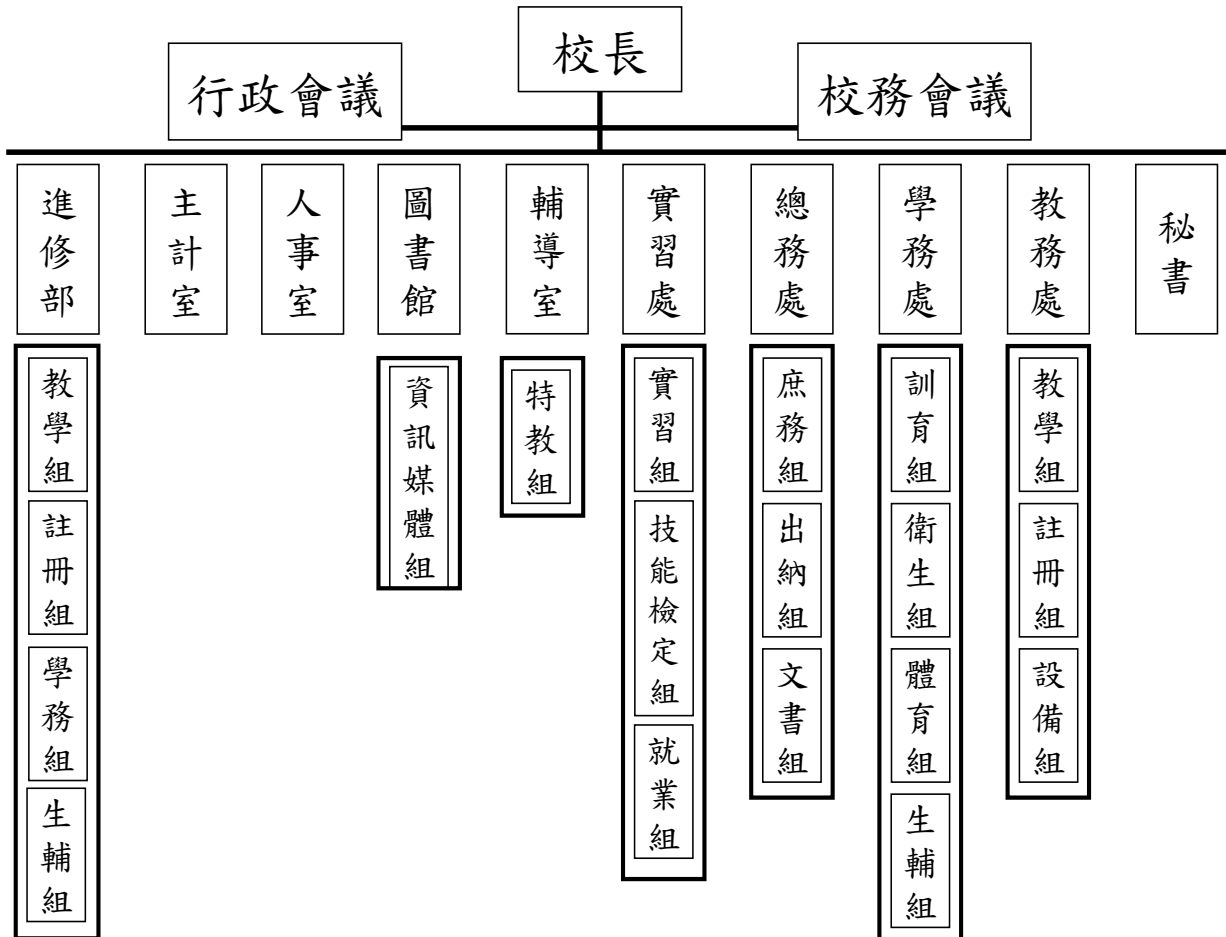 校長
行政會議
校務會議
進修部
主計室
人事室
圖書館
輔導室
實習處
總務處
學務處
教務處
秘書
教學組
註冊組
學務組
生輔組
資訊媒體組
特教組
實習組
技能檢定組
就業組
庶務組
出納組
文書組
訓育組
衛生組
體育組
生輔組
教學組
註冊組
設備組